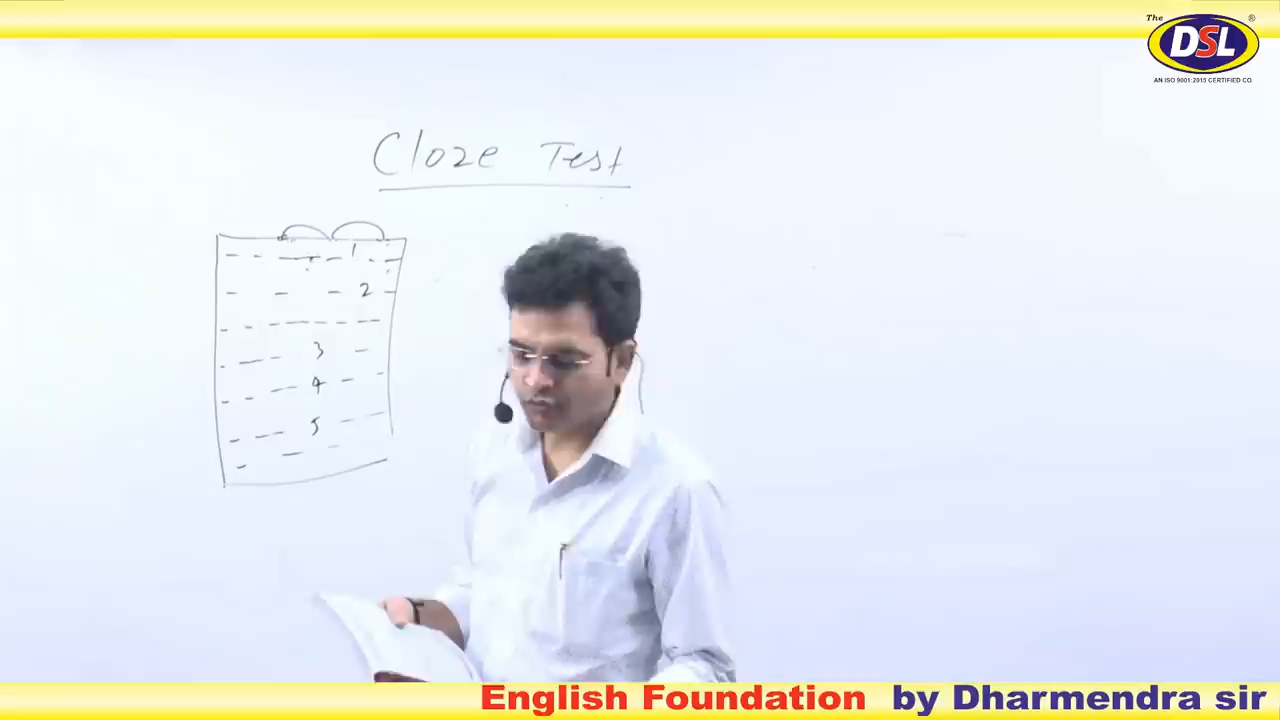 The
®
DSL
AN ISO 9001:2015 CERTIFIED CO.
Cloze Test
1
2
3
4
5
English Foundation by Dharmendra sir